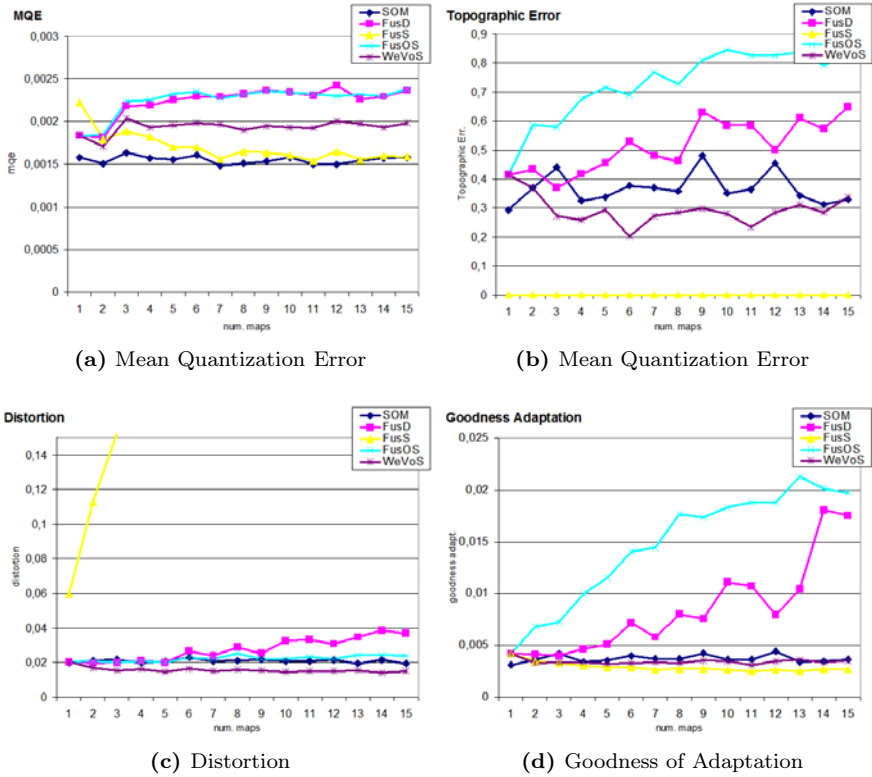 MQE
SOM
FusD
FusS
FusOS
WeVoS
0,003
0,0025
0,002
0,0015
0,001
0,0005
0
mqe
1 2 3 4 5 6 7 8 9 10 11 12 13 14 15
num. maps
(a) Mean Quantization Error
Topographic Error
SOM
FusD
FusS
FusOS
WeVoS
0,9
0,8
0,7
0,6
0,5
0,4
0,3
0,2
0,1
0
Topographic Err.
1 2 3 4 5 6 7 8 9 10 11 12 13 14 15
num. maps
(b) Mean Quantization Error
Distortion
SOM
FusD
FusS
FusOS
WeVoS
0,14
0,12
0,1
0,08
0,06
0,04
0,02
0
distortion
1 2 3 4 5 6 7 8 9 10 11 12 13 14 15
num. maps
(c) Distortion
Goodness Adaptation
SOM
FusD
FusS
FusOS
WeVoS
0,025
0,02
0,015
0,01
0,005
0
goodness adapt.
1 2 3 4 5 6 7 8 9 10 11 12 13 14 15
num. maps
(d) Goodness of Adaptation